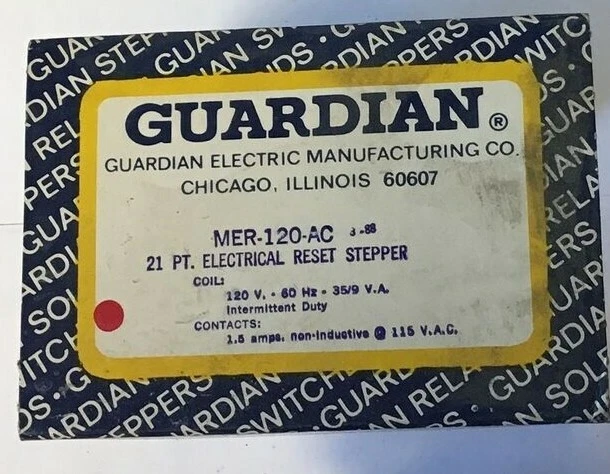 GUARDIAN ®
GUARDIAN ELECTRIC MANUFACTURING CO.
CHICAGO, ILLINOIS 60607
MER-120-AC 3-88
21 PT. ELECTRICAL RESET STEPPER
COIL:
120 V. - 60 Hz - 35/9 V.A.
Intermittent Duty
CONTACTS:
1.5 amps. non-inductive @ 115 V.A.C.